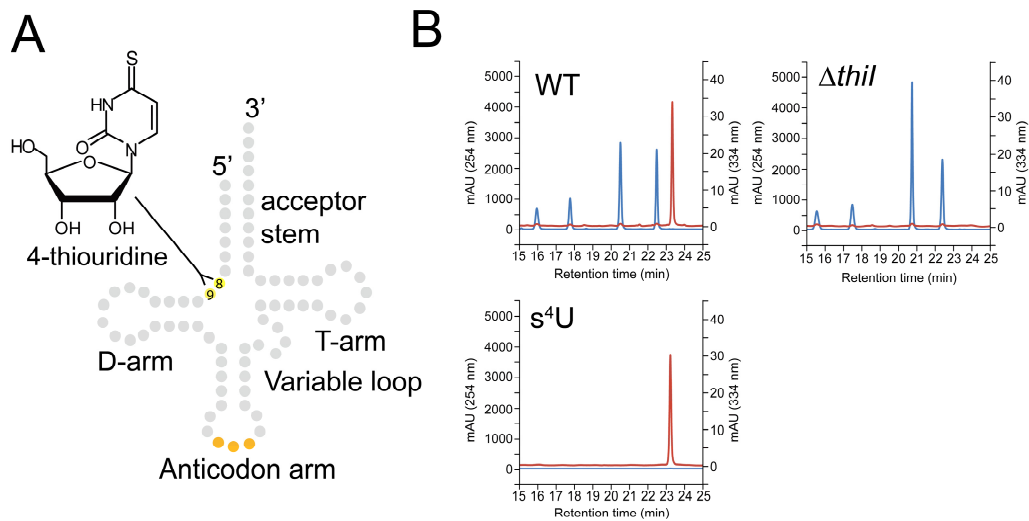 A
S
HN
O
N
HO
O
OH
OH
4-thiouridine
3’
5’
acceptor
stem
8
9
D-arm
T-arm
Variable loop
Anticodon arm
B
WT
mAU (254 nm)
5000
4000
3000
2000
1000
0
40
30
20
10
0
mAU (334 nm)
15 16 17 18 19 20 21 22 23 24 25
Retention time (min)
Δthil
mAU (254 nm)
5000
4000
3000
2000
1000
0
40
30
20
10
0
mAU (334 nm)
15 16 17 18 19 20 21 22 23 24 25
Retention time (min)
s⁴U
mAU (254 nm)
5000
4000
3000
2000
1000
0
40
30
20
10
0
mAU (334 nm)
15 16 17 18 19 20 21 22 23 24 25
Retention time (min)